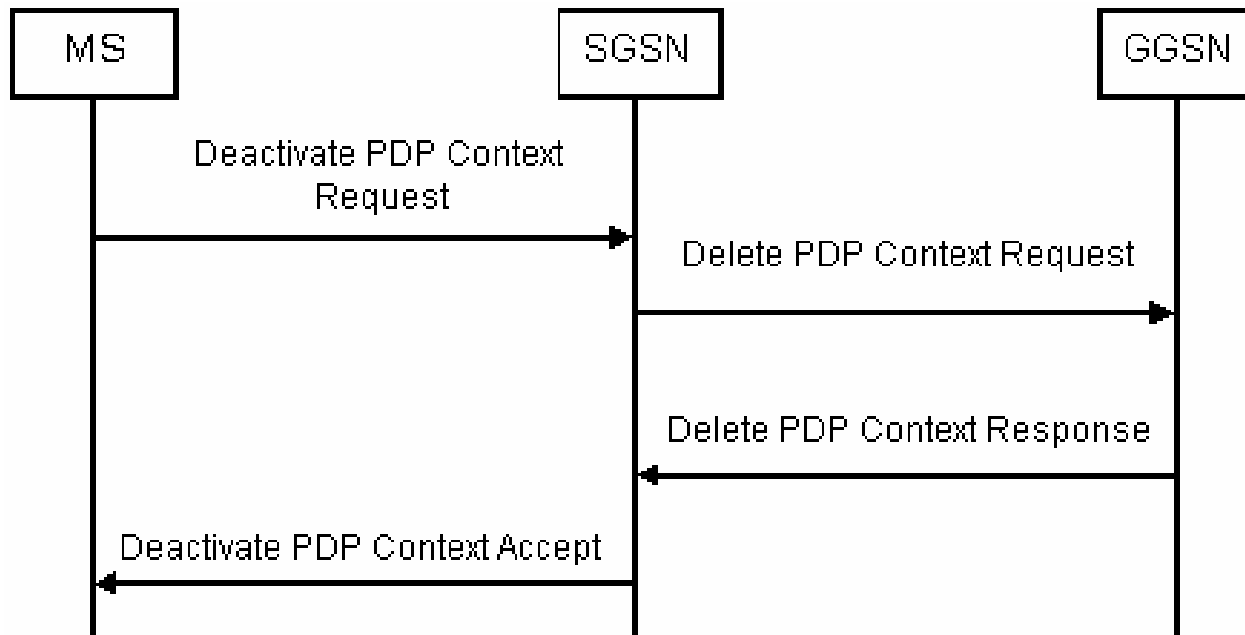 MS
SGSN
GGSN
Deactivate PDP Context
Request
Delete PDP Context Request
Delete PDP Context Response
Deactivate PDP Context Accept